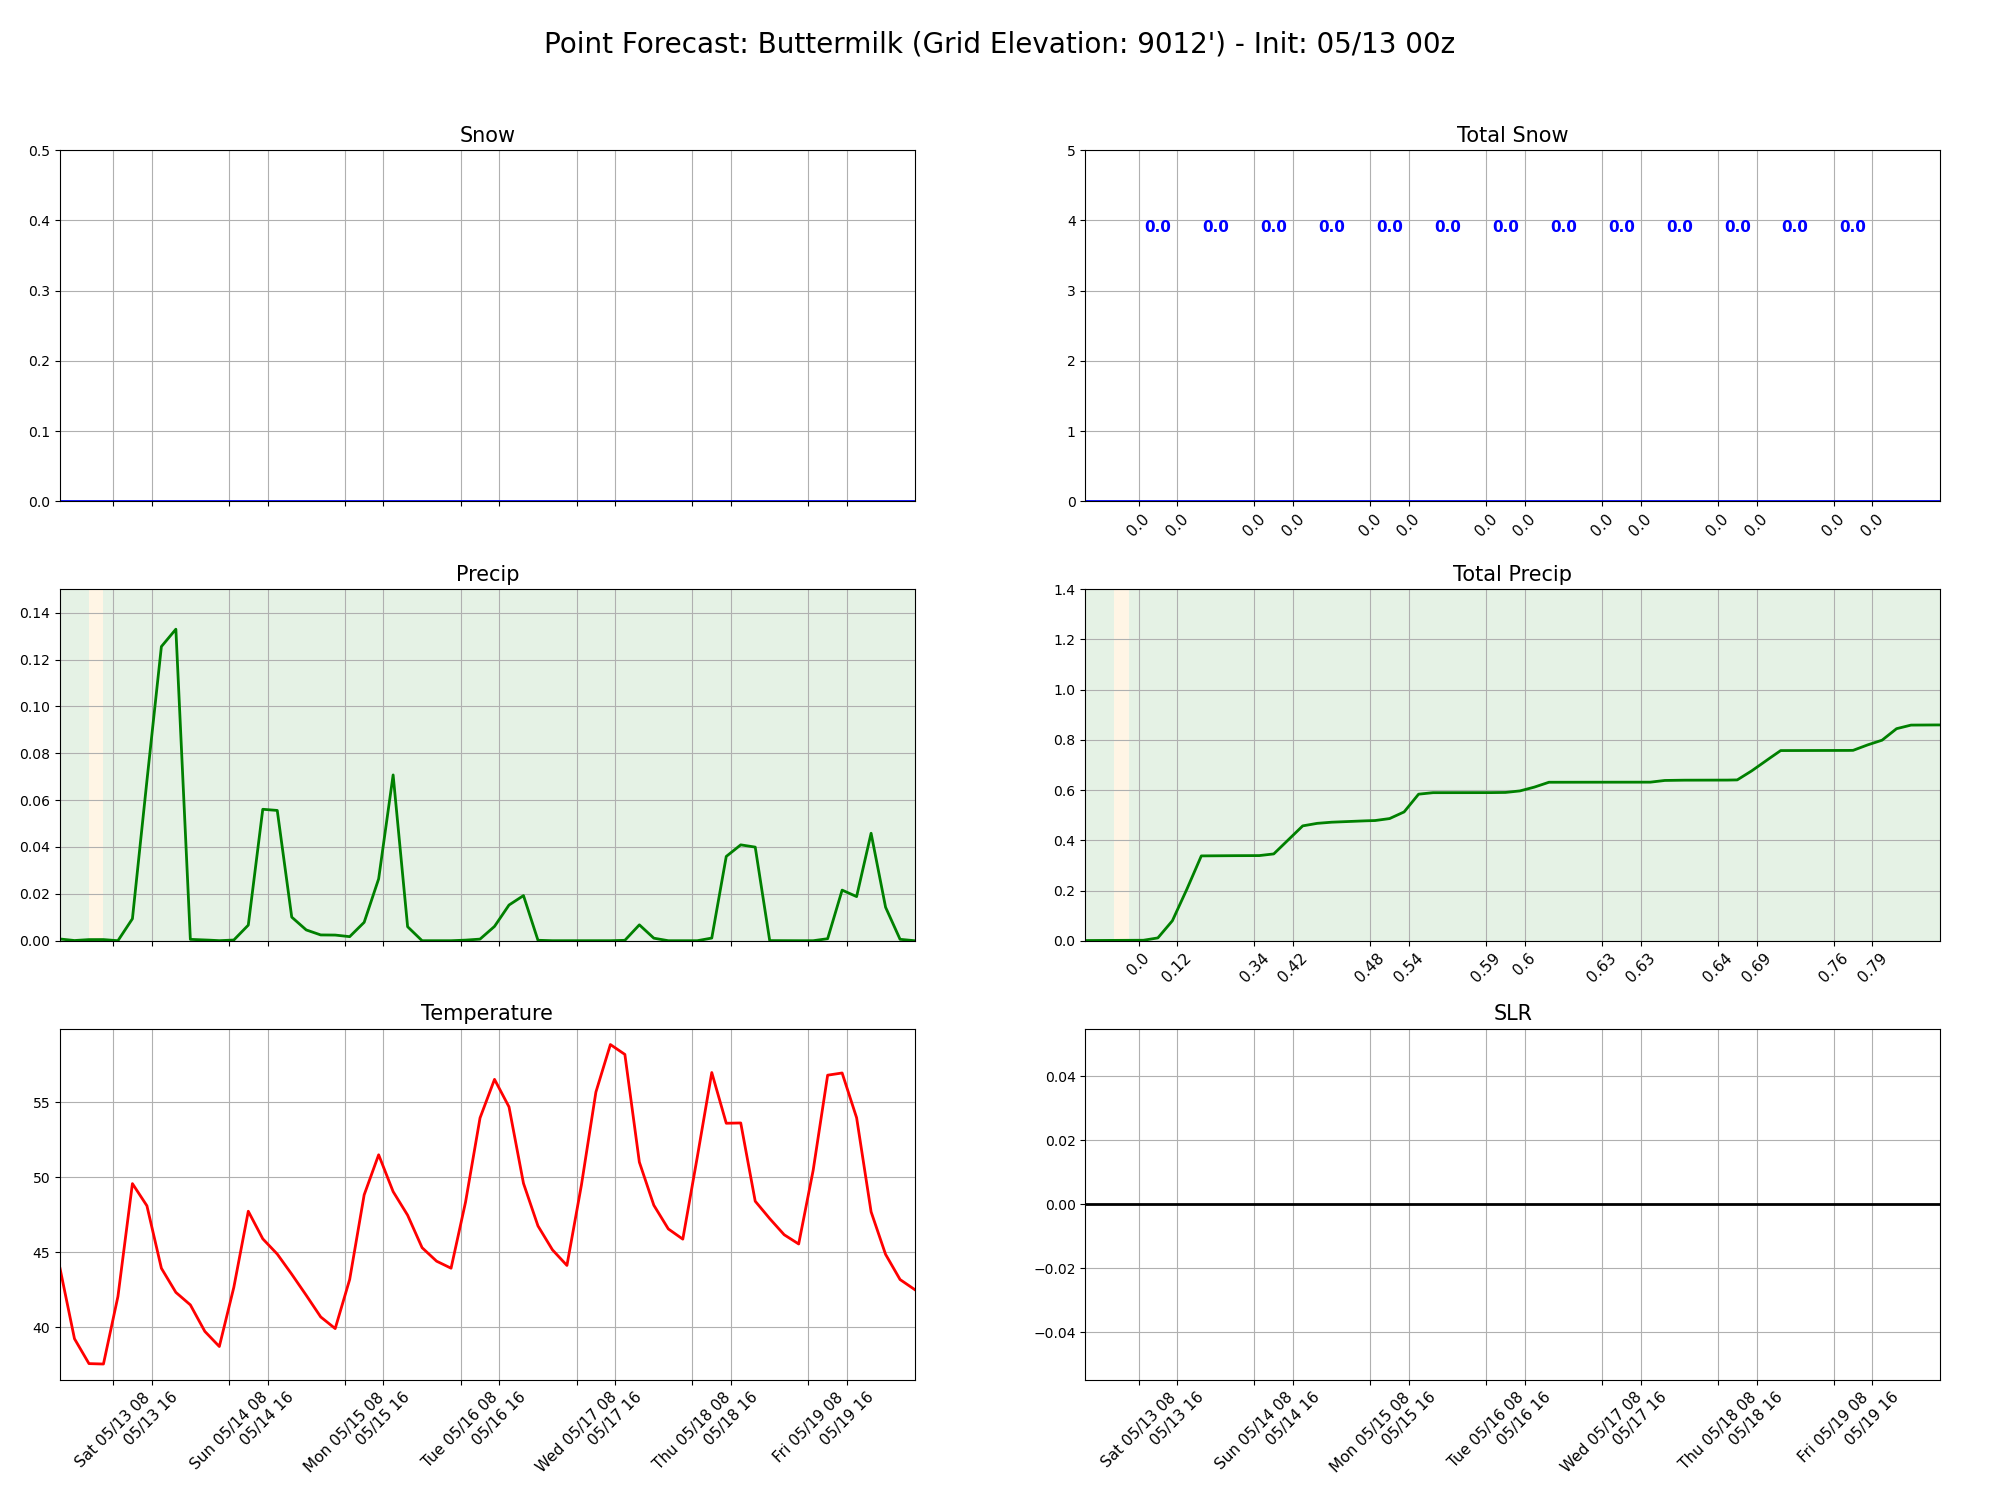 Point Forecast: Buttermilk (Grid Elevation: 9012') - Init: 05/13 00z
Snow
0.5
0.4
0.3
0.2
0.1
0.0
Total Snow
5
4
3
2
1
0
0.0 0.0 0.0 0.0 0.0 0.0 0.0 0.0 0.0 0.0 0.0 0.0 0.0
0.0 0.0 0.0 0.0 0.0 0.0 0.0 0.0 0.0 0.0 0.0 0.0 0.0 0.0
Precip
0.14
0.12
0.10
0.08
0.06
0.04
0.02
0.00
Total Precip
1.4
1.2
1.0
0.8
0.6
0.4
0.2
0.0
0.0 0.12 0.34 0.42 0.48 0.54 0.59 0.6 0.63 0.63 0.64 0.69 0.76 0.79
Temperature
55
50
45
40
Sat 05/13 08
05/13 16
Sun 05/14 08
05/14 16
Mon 05/15 08
05/15 16
Tue 05/16 08
05/16 16
Wed 05/17 08
05/17 16
Thu 05/18 08
05/18 16
Fri 05/19 08
05/19 16
SLR
0.04
0.02
0.00
−0.02
−0.04
Sat 05/13 08
05/13 16
Sun 05/14 08
05/14 16
Mon 05/15 08
05/15 16
Tue 05/16 08
05/16 16
Wed 05/17 08
05/17 16
Thu 05/18 08
05/18 16
Fri 05/19 08
05/19 16